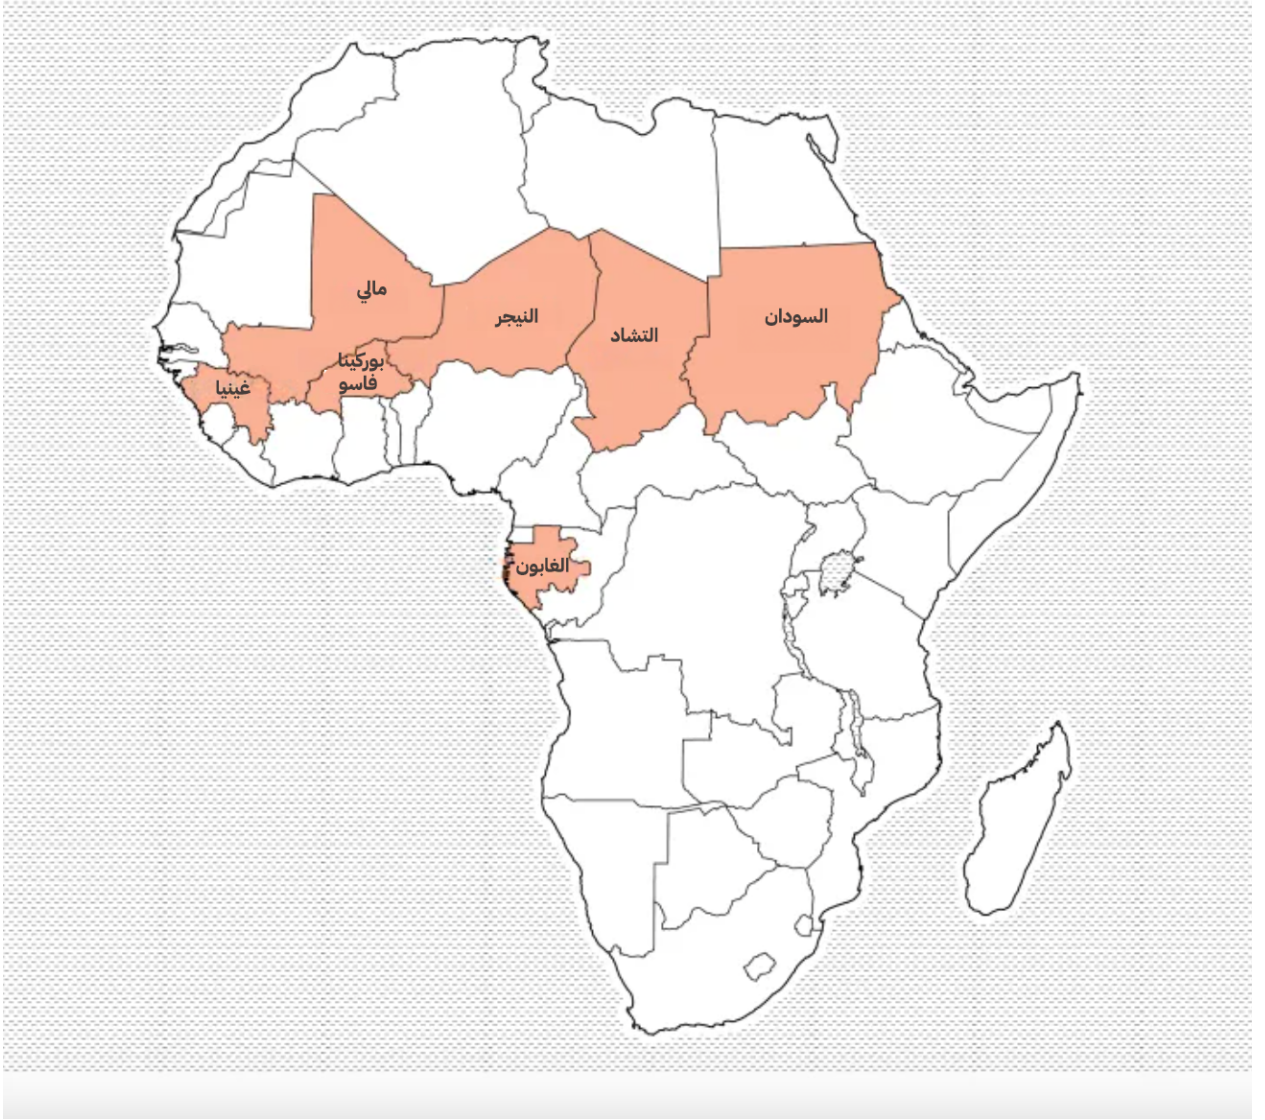 مالي
النيجر
السودان
التشاد
بوركينا
فاسو
غينيا
الغابون